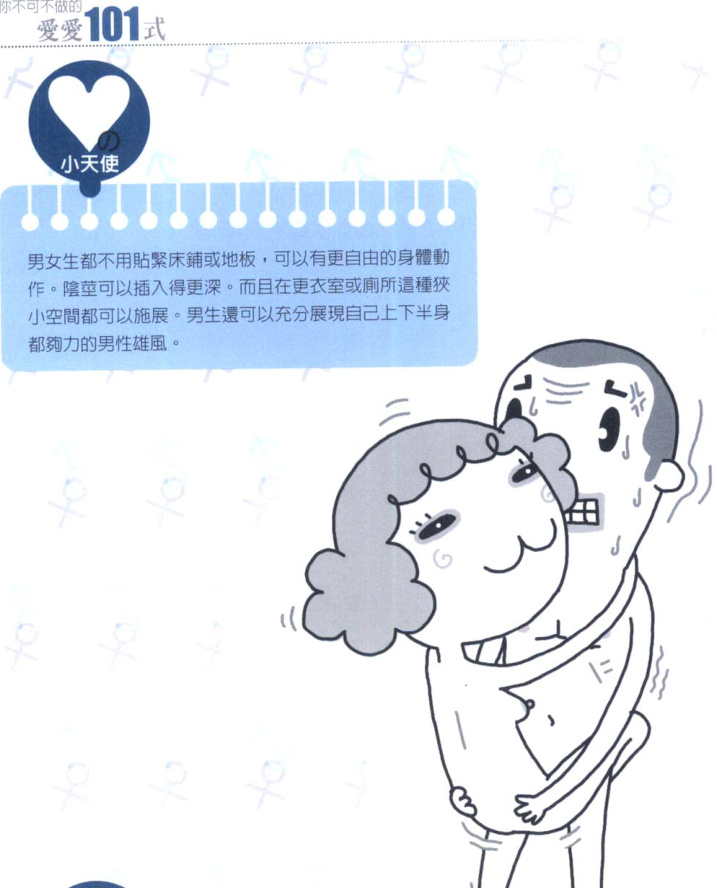 你不可不做的
愛愛101式
の
小天使
男女生都不用貼緊床鋪或地板，可以有更自由的身體動
作。陰莖可以插入得更深。而且在更衣室或廁所這種狹
小空間都可以施展。男生還可以充分展現自己上下半身
都夠力的男性雄風。